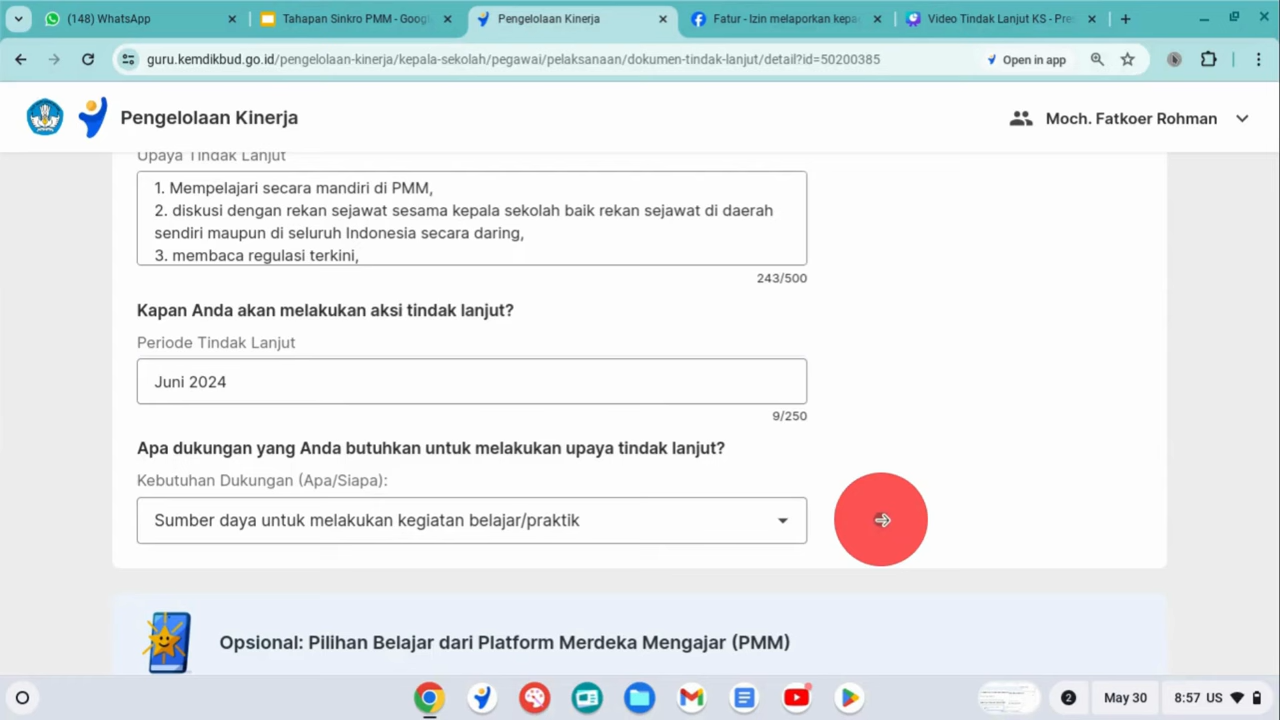 (148) WhatsApp
Tahapan Sinkro PMM - Goog
Pengelolaan Kinerja
Fatur - Izin melaporkan kepa
Video Tindak Lanjut KS - Pre
guru.kemdikbud.go.id/pengelolaan-kinerja/kepala-sekolah/pegawai/pelaksanaan/dokumen-tindak-lanjut/detail?id=50200385
Open in app
Pengelolaan Kinerja
Moch. Fatkoer Rohman
Upaya Tindak Lanjut
1. Mempelajari secara mandiri di PMM,
2. diskusi dengan rekan sejawat sesama kepala sekolah baik rekan sejawat di daerah
sendiri maupun di seluruh Indonesia secara daring,
3. membaca regulasi terkini,
243/500
Kapan Anda akan melakukan aksi tindak lanjut?
Periode Tindak Lanjut
Juni 2024
9/250
Apa dukungan yang Anda butuhkan untuk melakukan upaya tindak lanjut?
Kebutuhan Dukungan (Apa/Siapa):
Sumber daya untuk melakukan kegiatan belajar/praktik
Opsional: Pilihan Belajar dari Platform Merdeka Mengajar (PMM)
2
May 30
8:57 US